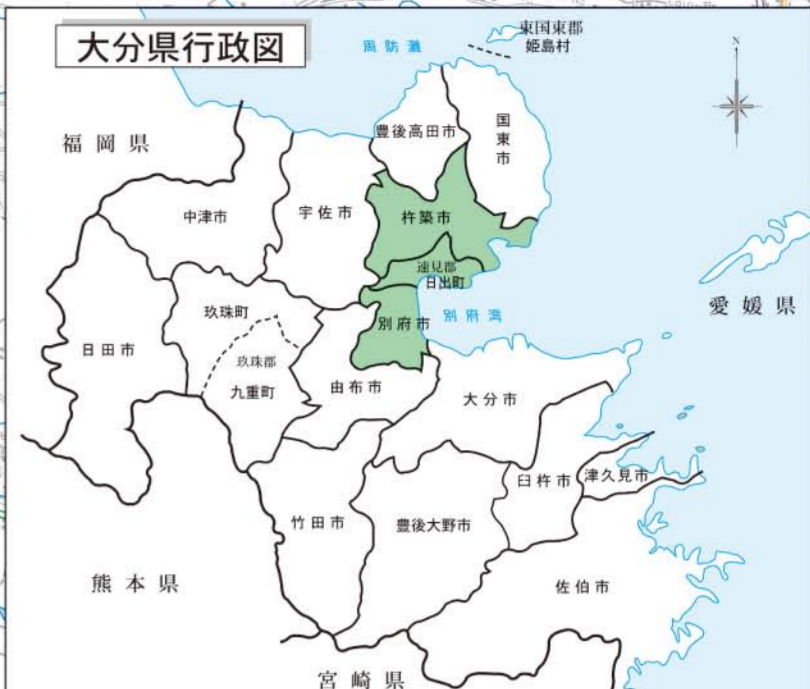 大分県行政図
周防灘
東国東郡
姫島村
N
福岡県
豊後高田市
国東市
中津市
宇佐市
杵築市
速見郡
日出町
愛媛県
玖珠町
別府市
別府湾
日田市
玖珠郡
九重町
由布市
大分市
臼杵市
津久見市
竹田市
豊後大野市
熊本県
佐伯市
宮崎県